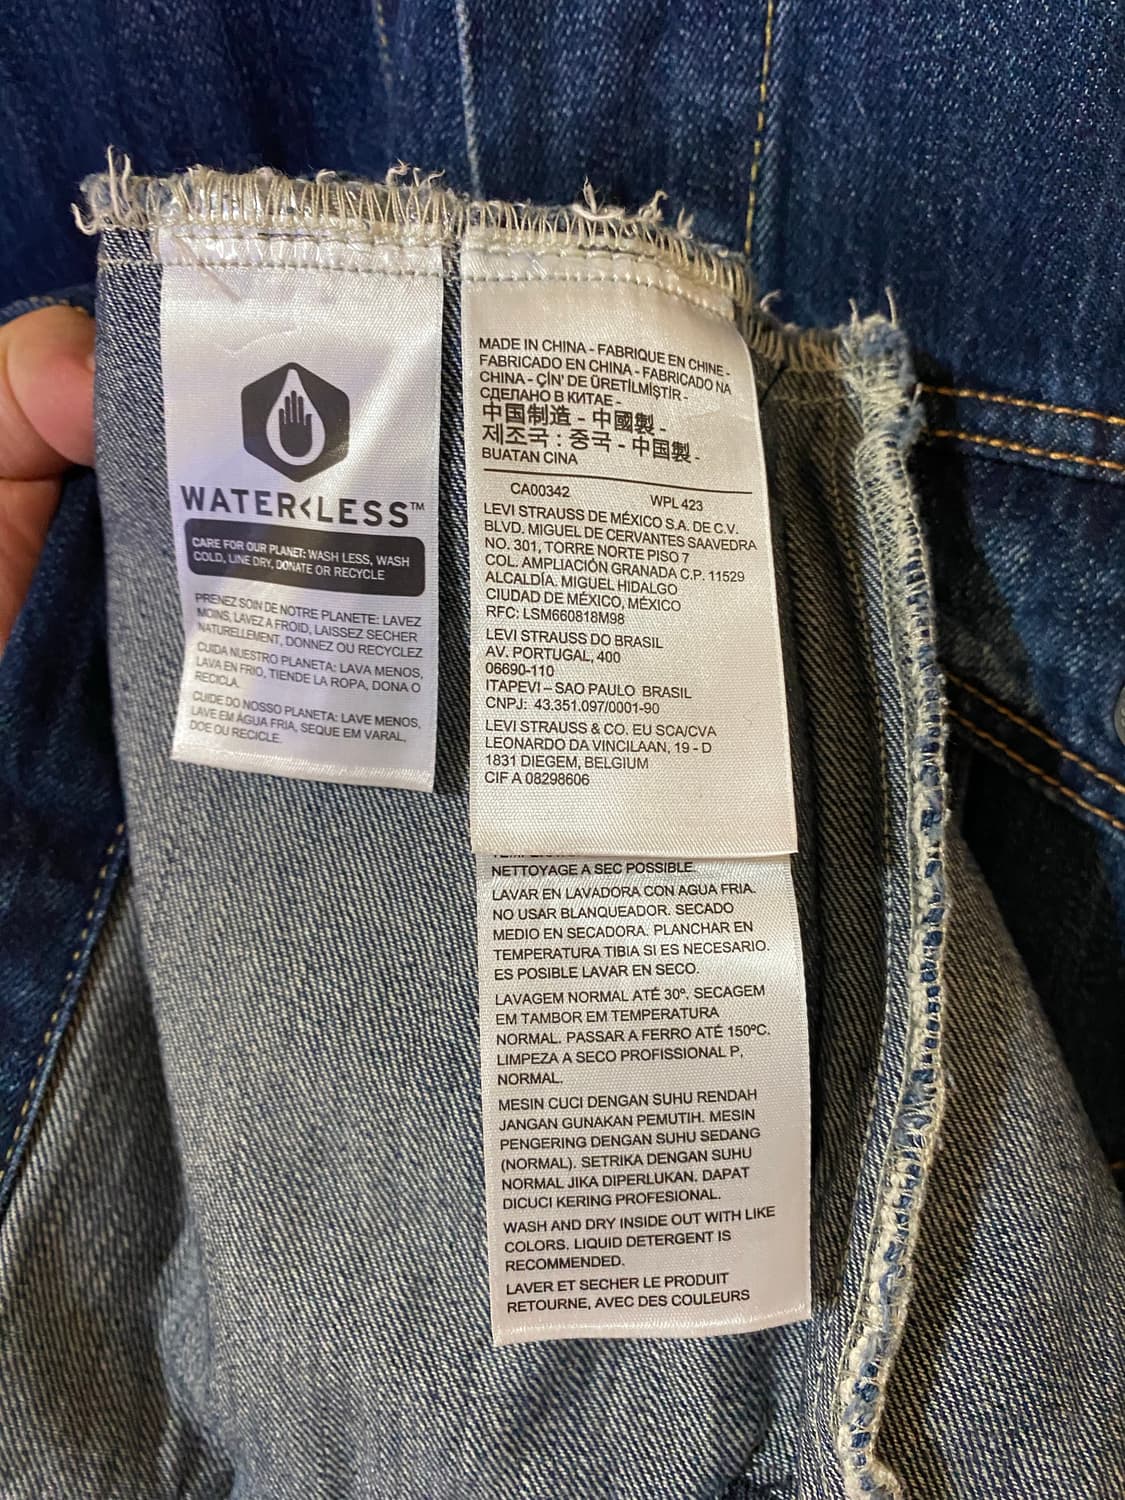 WATER<LESS™
CARE FOR OUR PLANET: WASH LESS, WASH
COLD, LINE DRY, DONATE OR RECYCLE
PRENEZ SOIN DE NOTRE PLANETE: LAVEZ
MOINS, LAVEZ A FROID, LAISSEZ SECHER
NATURELLEMENT, DONNEZ OU RECYCLEZ
CUIDA NUESTRO PLANETA: LAVA MENOS,
LAVA EN FRIO, TIENDE LA ROPA, DONA O
RECICLA.
CUIDE DO NOSSO PLANETA: LAVE MENOS,
LAVE EM ÁGUA FRIA, SEQUE EM VARAL,
DOE OU RECICLE.
MADE IN CHINA - FABRIQUE EN CHINE -
FABRICADO EN CHINA - FABRICADO NA
CHINA - ÇİN' DE ÜRETİLMİŞTİR -
СДЕЛАНО В КИТАЕ -
中国制造 - 中國製 -
제조국 : 중국 - 中国製 -
BUATAN CINA
CA00342 WPL 423
LEVI STRAUSS DE MÉXICO S.A. DE C.V.
BLVD. MIGUEL DE CERVANTES SAAVEDRA
NO. 301, TORRE NORTE PISO 7
COL. AMPLIACIÓN GRANADA C.P. 11529
ALCALDÍA. MIGUEL HIDALGO
CIUDAD DE MÉXICO, MÉXICO
RFC: LSM660818M98
LEVI STRAUSS DO BRASIL
AV. PORTUGAL, 400
06690-110
ITAPEVI – SAO PAULO BRASIL
CNPJ: 43.351.097/0001-90
LEVI STRAUSS & CO. EU SCA/CVA
LEONARDO DA VINCILAAN, 19 - D
1831 DIEGEM, BELGIUM
CIF A 08298606
NETTOYAGE A SEC POSSIBLE.
LAVAR EN LAVADORA CON AGUA FRIA.
NO USAR BLANQUEADOR. SECADO
MEDIO EN SECADORA. PLANCHAR EN
TEMPERATURA TIBIA SI ES NECESARIO.
ES POSIBLE LAVAR EN SECO.
LAVAGEM NORMAL ATÉ 30º. SECAGEM
EM TAMBOR EM TEMPERATURA
NORMAL. PASSAR A FERRO ATÉ 150ºC.
LIMPEZA A SECO PROFISSIONAL P,
NORMAL.
MESIN CUCI DENGAN SUHU RENDAH
JANGAN GUNAKAN PEMUTIH. MESIN
PENGERING DENGAN SUHU SEDANG
(NORMAL). SETRIKA DENGAN SUHU
NORMAL JIKA DIPERLUKAN. DAPAT
DICUCI KERING PROFESIONAL.
WASH AND DRY INSIDE OUT WITH LIKE
COLORS. LIQUID DETERGENT IS
RECOMMENDED.
LAVER ET SECHER LE PRODUIT
RETOURNE, AVEC DES COULEURS